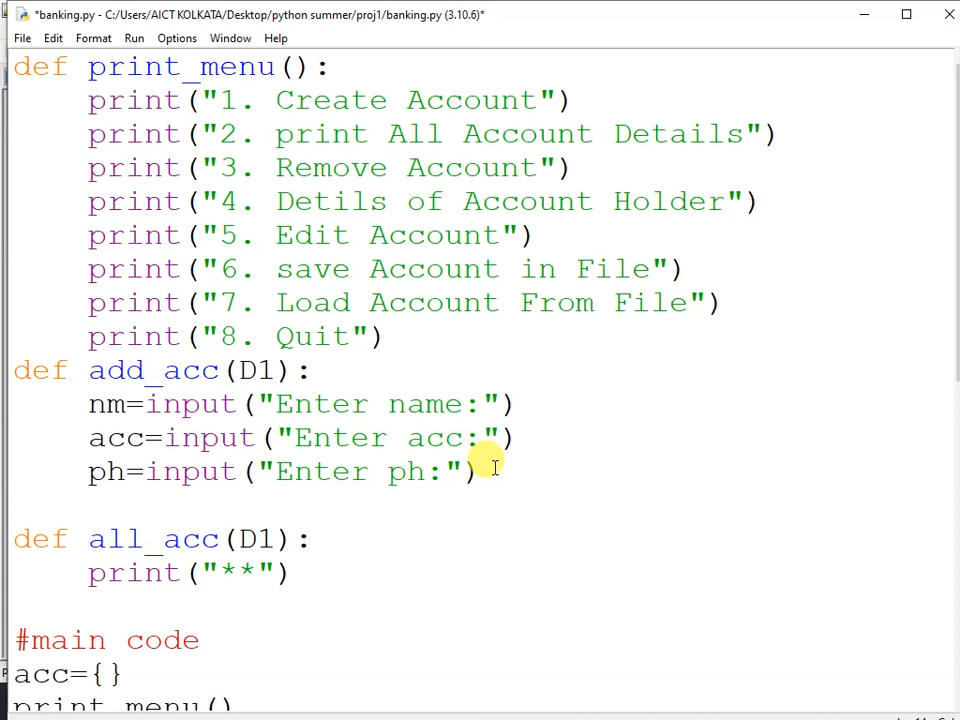 *banking.py - C:/Users/AICT KOLKATA/Desktop/python summer/proj1/banking.py (3.10.6)*
File Edit Format Run Options Window Help
def print_menu():
    print("1. Create Account")
    print("2. print All Account Details")
    print("3. Remove Account")
    print("4. Detils of Account Holder")
    print("5. Edit Account")
    print("6. save Account in File")
    print("7. Load Account From File")
    print("8. Quit")
def add_acc(D1):
    nm=input("Enter name:")
    acc=input("Enter acc:")
    ph=input("Enter ph:")
def all_acc(D1):
    print("**")
#main code
acc={}
print_menu()